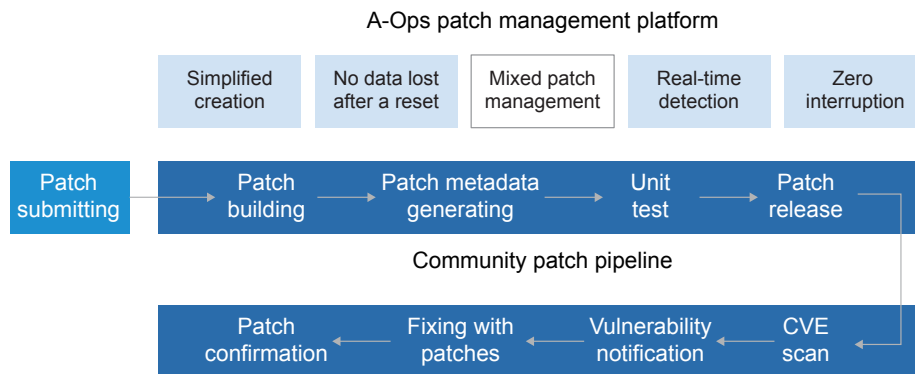 A-Ops patch management platform
Simplified
creation
No data lost
after a reset
Mixed patch
management
Real-time
detection
Zero
interruption
Patch
submitting
Patch
building
Patch metadata
generating
Unit
test
Patch
release
Community patch pipeline
Patch
confirmation
Fixing with
patches
Vulnerability
notification
CVE
scan